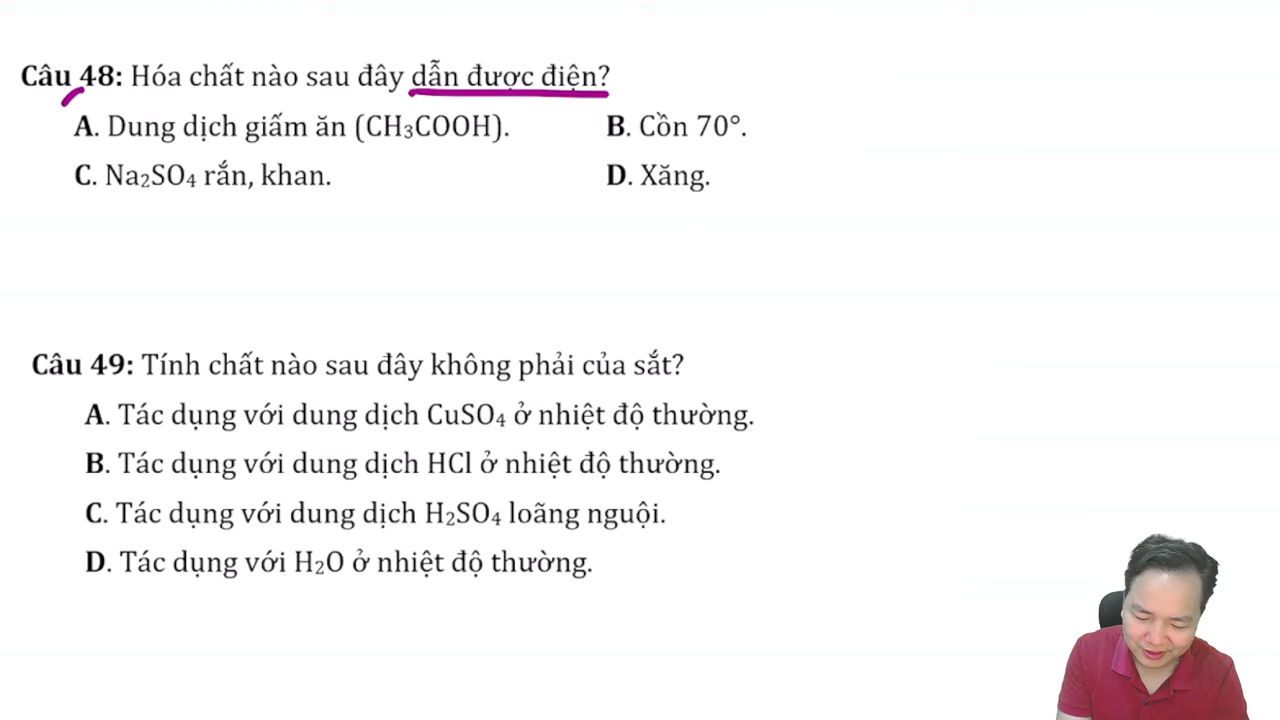 Câu 48: Hóa chất nào sau đây dẫn được điện?
A. Dung dịch giấm ăn (CH₃COOH). B. Cồn 70°.
C. Na₂SO₄ rắn, khan. D. Xăng.
Câu 49: Tính chất nào sau đây không phải của sắt?
A. Tác dụng với dung dịch CuSO₄ ở nhiệt độ thường.
B. Tác dụng với dung dịch HCl ở nhiệt độ thường.
C. Tác dụng với dung dịch H₂SO₄ loãng nguội.
D. Tác dụng với H₂O ở nhiệt độ thường.